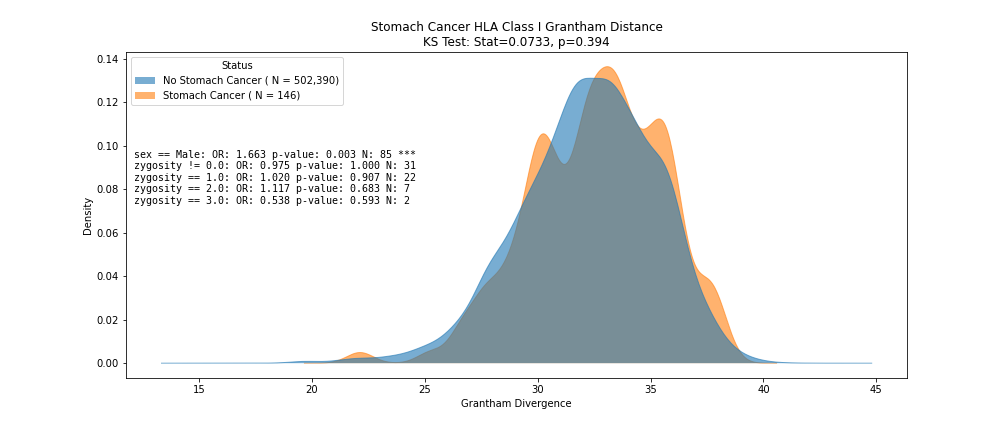 Stomach Cancer HLA Class I Grantham Distance
KS Test: Stat=0.0733, p=0.394
Status
No Stomach Cancer ( N = 502,390)
Stomach Cancer ( N = 146)
sex == Male: OR: 1.663 p-value: 0.003 N: 85 ***
zygosity != 0.0: OR: 0.975 p-value: 1.000 N: 31
zygosity == 1.0: OR: 1.020 p-value: 0.907 N: 22
zygosity == 2.0: OR: 1.117 p-value: 0.683 N: 7
zygosity == 3.0: OR: 0.538 p-value: 0.593 N: 2
Density
0.14
0.12
0.10
0.08
0.06
0.04
0.02
0.00
15
20
25
30
35
40
45
Grantham Divergence